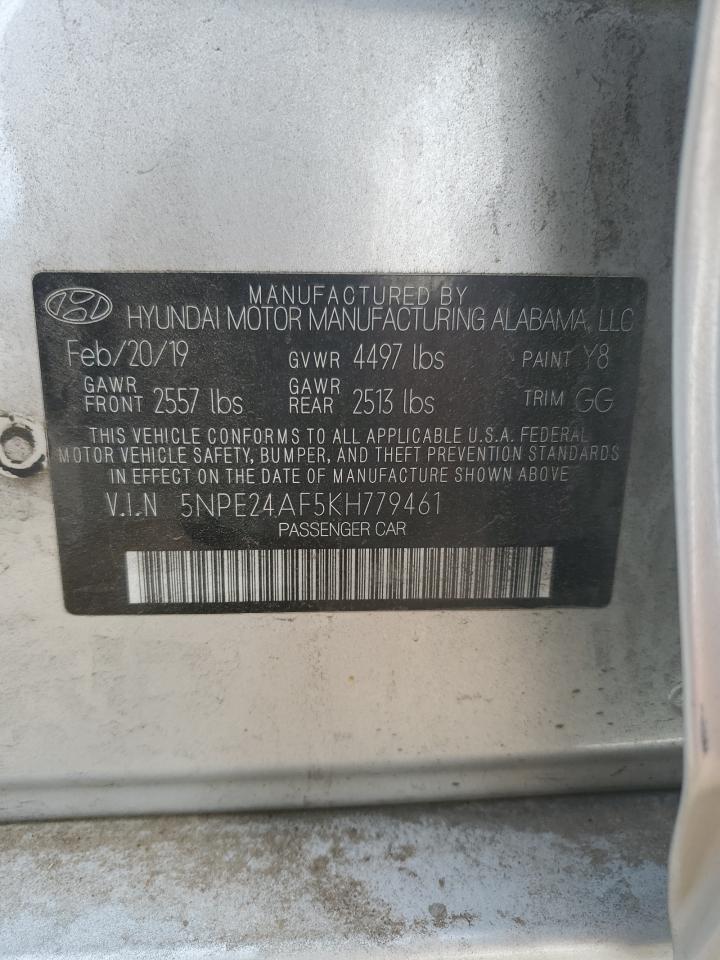 MANUFACTURED BY
HYUNDAI MOTOR MANUFACTURING ALABAMA, LLC
Feb/20/19 GVWR 4497 lbs PAINT Y8
GAWR FRONT 2557 lbs GAWR REAR 2513 lbs TRIM GG
THIS VEHICLE CONFORMS TO ALL APPLICABLE U.S.A. FEDERAL
MOTOR VEHICLE SAFETY, BUMPER, AND THEFT PREVENTION STANDARDS
IN EFFECT ON THE DATE OF MANUFACTURE SHOWN ABOVE
V.I.N 5NPE24AF5KH779461
PASSENGER CAR